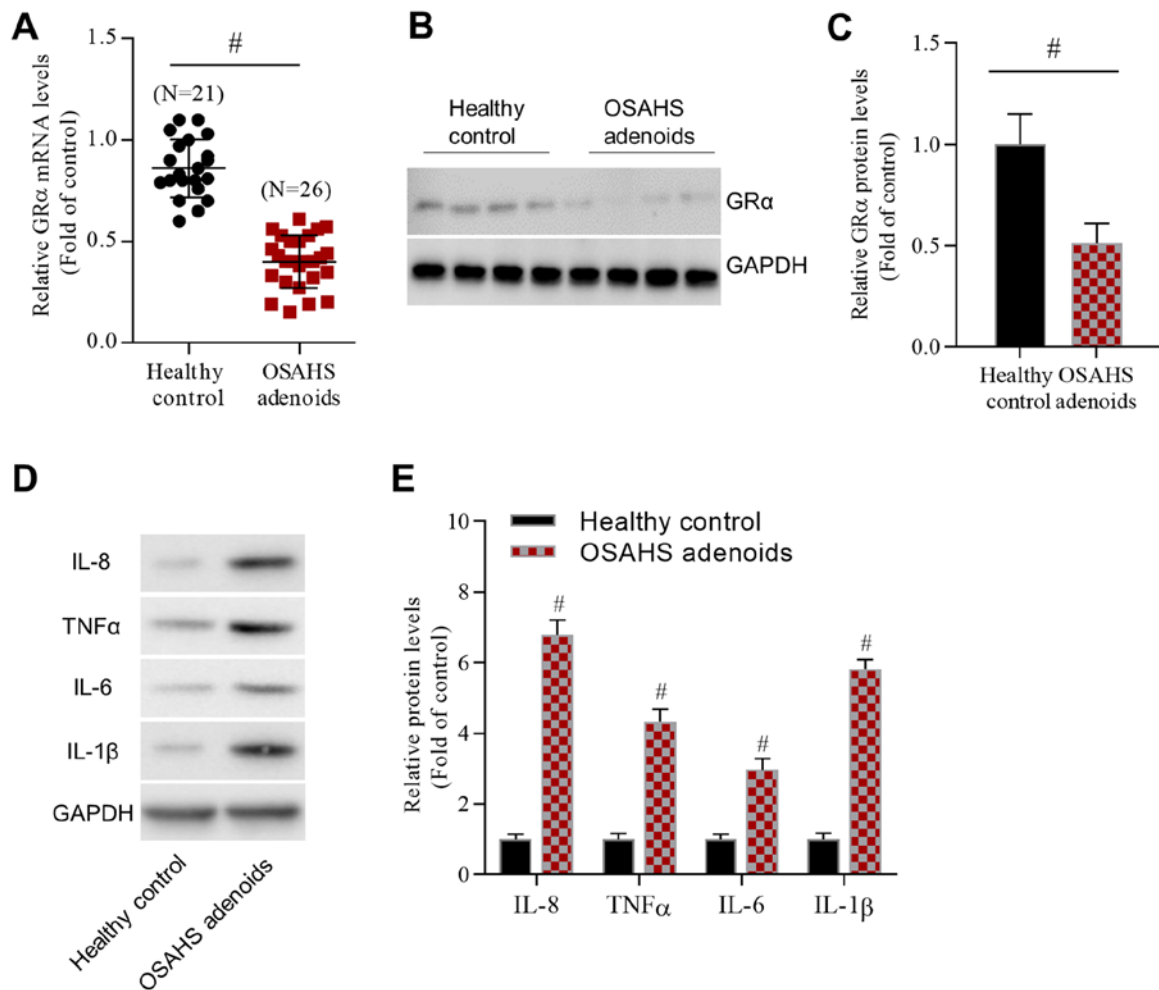 A
Relative GRα mRNA levels
(Fold of control)
1.5
1.0
0.5
0.0
#
(N=21)
(N=26)
Healthy
control
OSAHS
adenoids
B
Healthy
control
OSAHS
adenoids
GRα
GAPDH
C
Relative GRα protein levels
(Fold of control)
1.5
1.0
0.5
0.0
#
Healthy OSAHS
control adenoids
D
IL-8
TNFα
IL-6
IL-1β
GAPDH
Healthy control
OSAHS adenoids
E
Relative protein levels
(Fold of control)
10
8
6
4
2
0
Healthy control
OSAHS adenoids
#
#
#
#
IL-8
TNFα
IL-6
IL-1β